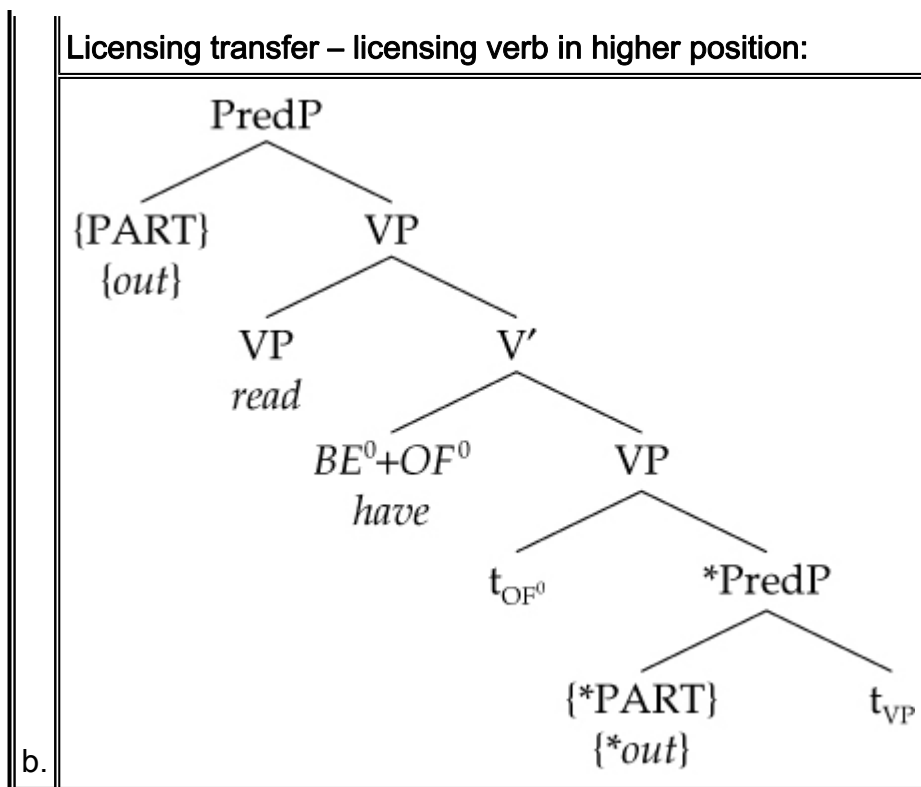 Licensing transfer – licensing verb in higher position:
PredP
{PART} VP
{out}
VP V′
read
BE⁰+OF⁰ VP
have
t_OF⁰ *PredP
{*PART} t_VP
{*out}
b.